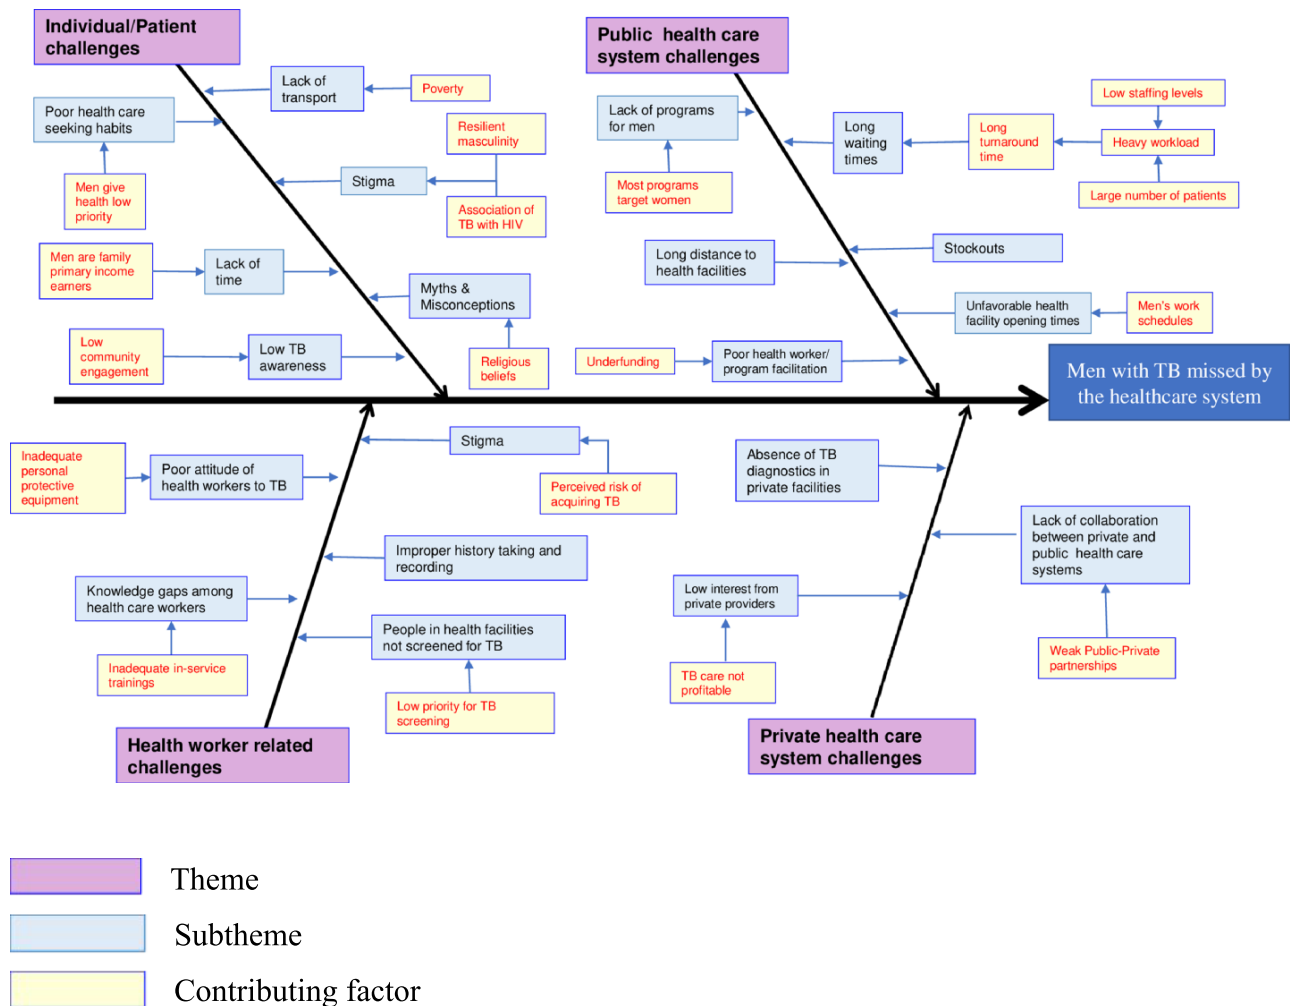 Individual/Patient
challenges
Public  health care
system challenges
Lack of
transport
Poverty
Poor health care
seeking habits
Resilient
masculinity
Men give
health low
priority
Stigma
Association of
TB with HIV
Men are family
primary income
earners
Lack of
time
Myths &
Misconceptions
Low
community
engagement
Low TB
awareness
Religious
beliefs
Lack of programs
for men
Most programs
target women
Long
waiting
times
Long
turnaround
time
Low staffing levels
Heavy workload
Large number of patients
Long distance to
health facilities
Stockouts
Unfavorable health
facility opening times
Men's work
schedules
Underfunding
Poor health worker/
program facilitation
Men with TB missed by
the healthcare system
Inadequate
personal
protective
equipment
Poor attitude of
health workers to TB
Stigma
Perceived risk of
acquiring TB
Improper history taking and
recording
Knowledge gaps among
health care workers
Inadequate in-service
trainings
People in health facilities
not screened for TB
Low priority for TB
screening
Health worker related
challenges
Absence of TB
diagnostics in
private facilities
Lack of collaboration
between private and
public  health care
systems
Low interest from
private providers
TB care not
profitable
Weak Public-Private
partnerships
Private health care
system challenges
Theme
Subtheme
Contributing factor